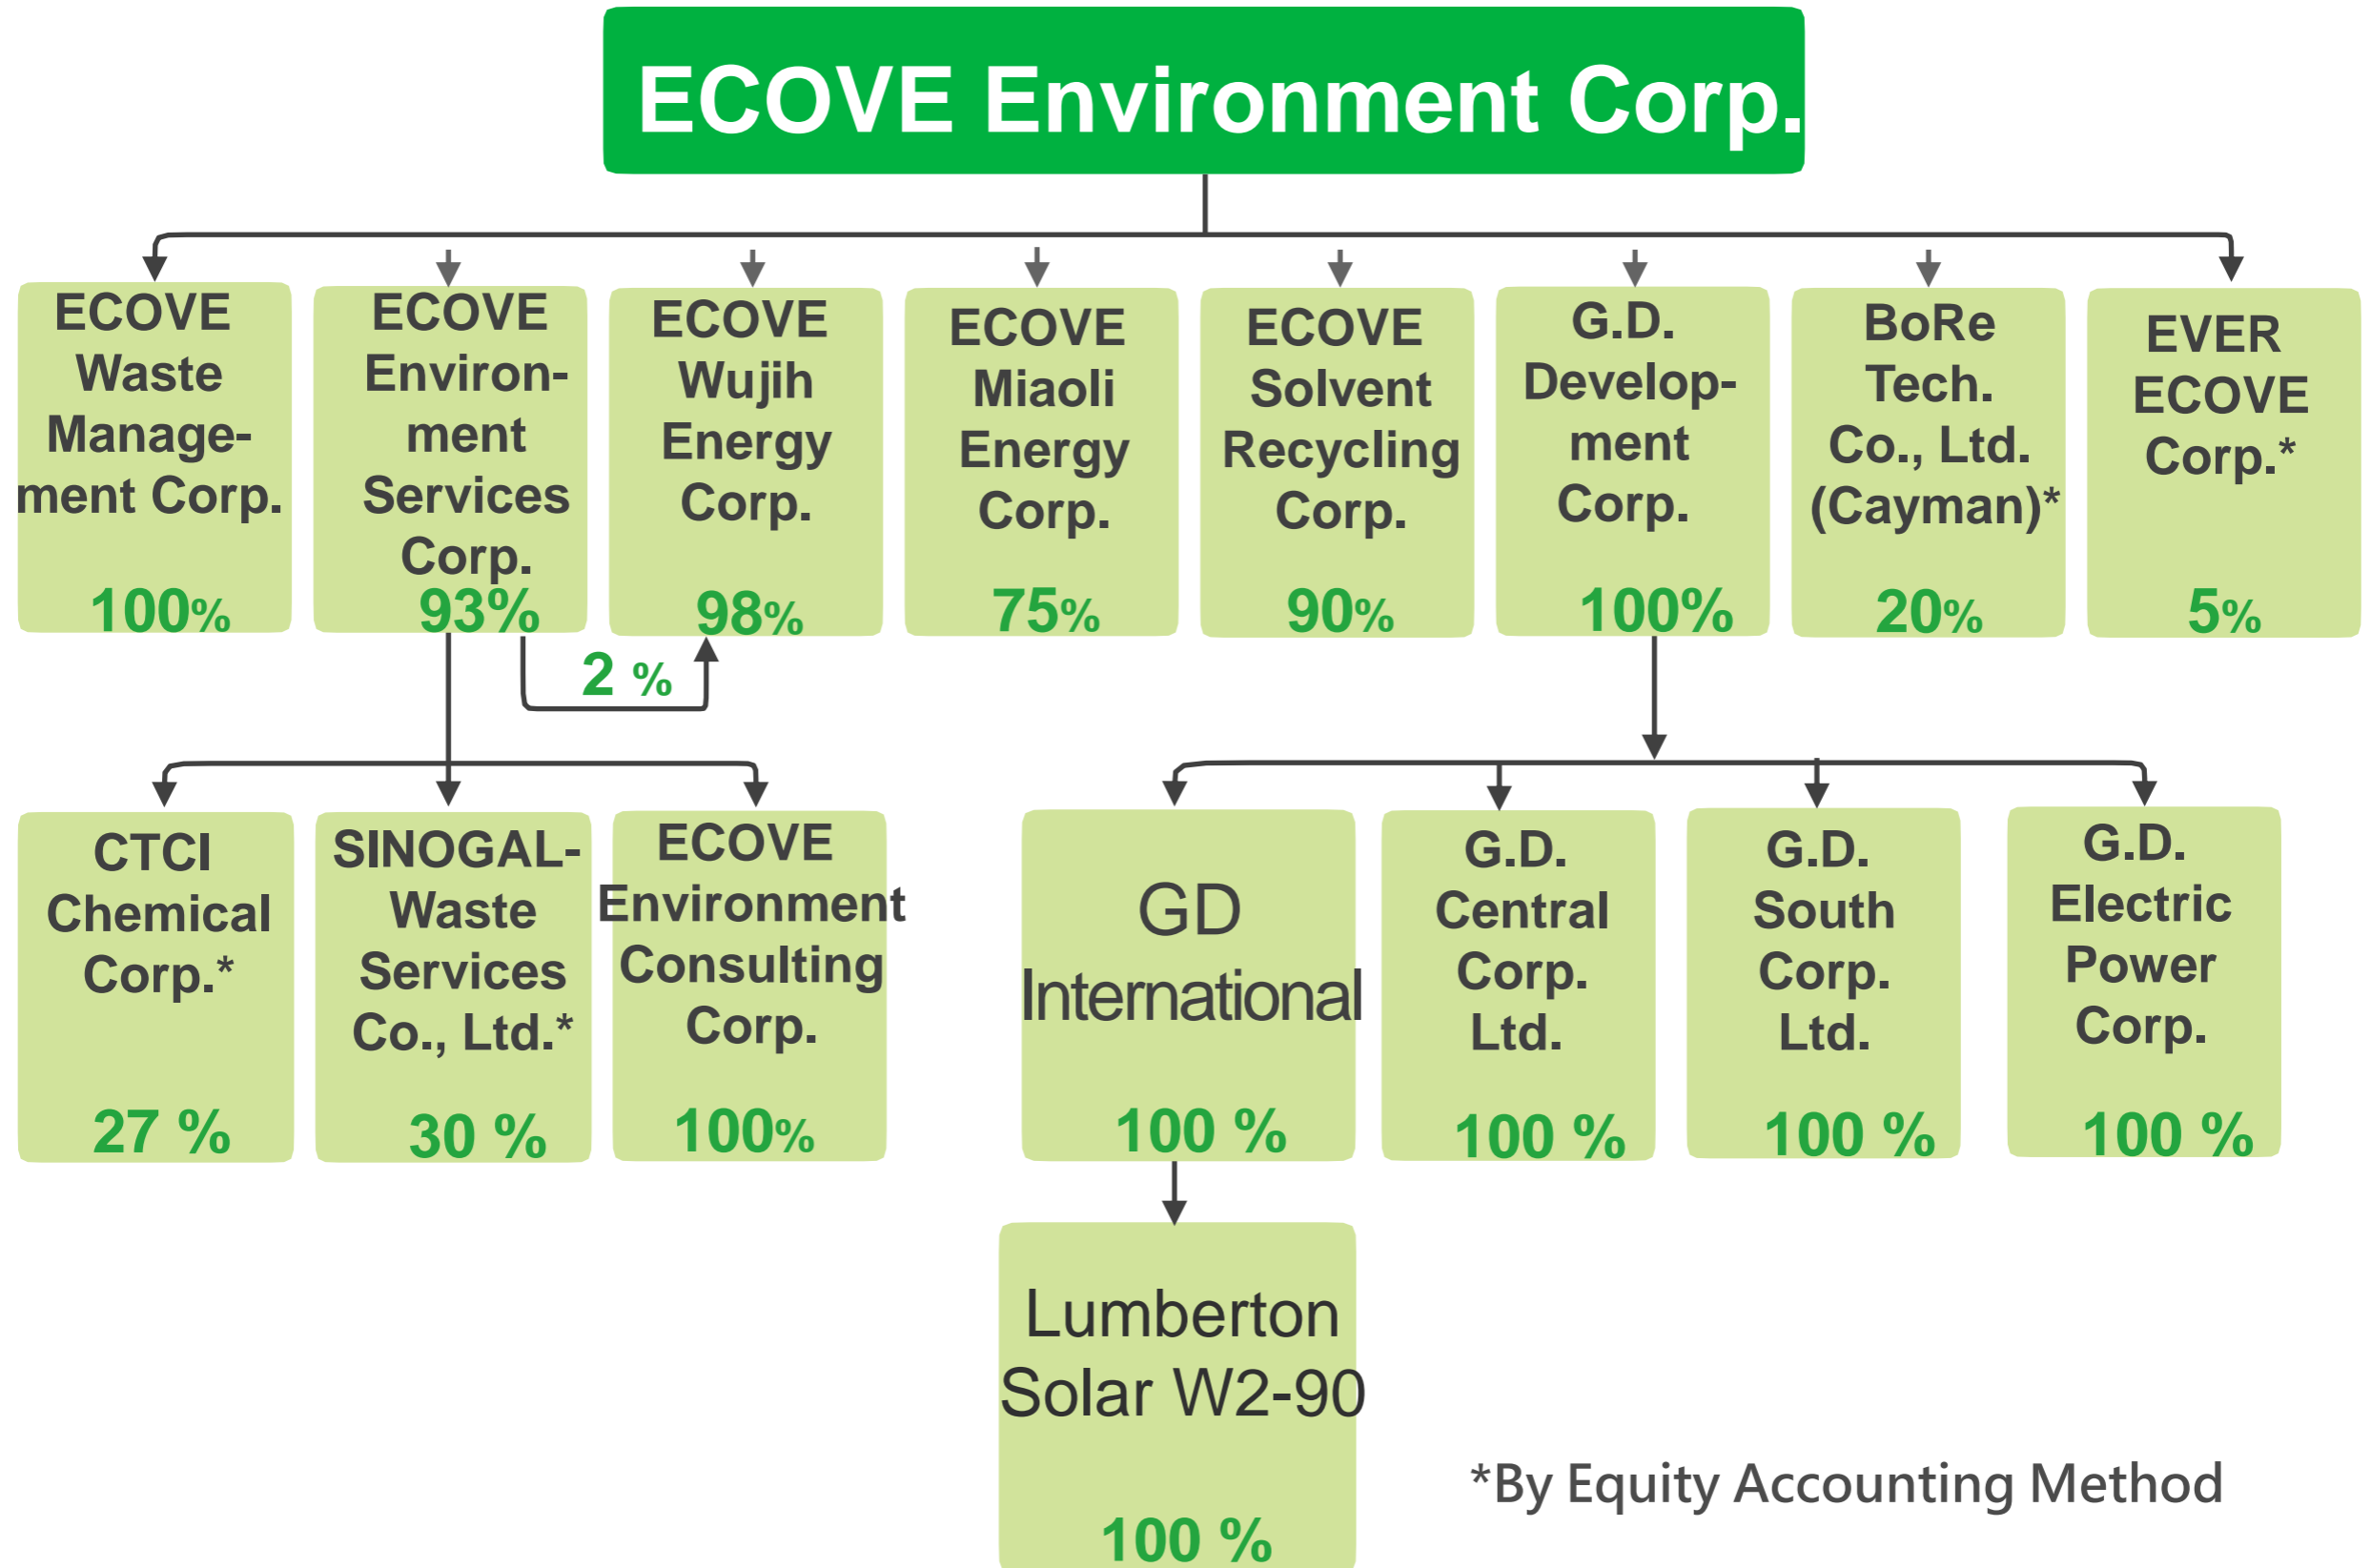 ECOVE Environment Corp.
ECOVE
Waste
Manage-
ment Corp.
100%
ECOVE
Environ-
ment
Services
Corp.
93%
ECOVE
Wujih
Energy
Corp.
98%
ECOVE
Miaoli
Energy
Corp.
75%
ECOVE
Solvent
Recycling
Corp.
90%
G.D.
Develop-
ment
Corp.
100%
BoRe
Tech.
Co., Ltd.
(Cayman)*
20%
EVER
ECOVE
Corp.*
5%
2 %
CTCI
Chemical
Corp.*
27 %
SINOGAL-
Waste
Services
Co., Ltd.*
30 %
ECOVE
Environment
Consulting
Corp.
100%
GD
International
100 %
G.D.
Central
Corp.
Ltd.
100 %
G.D.
South
Corp.
Ltd.
100 %
G.D.
Electric
Power
Corp.
100 %
Lumberton
Solar W2-90
100 %
*By Equity Accounting Method